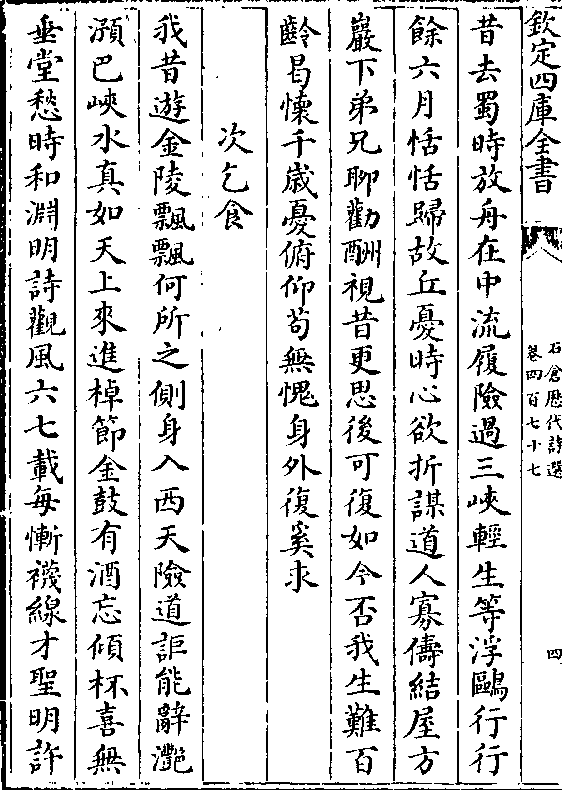 欽定四庫全書
石倉歷代詩選
卷四百七十七
四
昔去蜀時放舟在中流履險過三峽輕生等浮鷗行行
餘六月恬恬歸故丘憂時心欲折謀道人寡儔結屋方
巖下弟兄聊勸酬視昔更思後可復如今否我生難百
齡曷懷千歲憂俯仰苟無愧身外復奚求
次乞食
我昔遊金陵飄飄何所之側身入西天險道詎能辭灔
澦巴峽水真如天上來進棹節金鼓有酒忘傾杯喜無
垂堂愁時和淵明詩觀風六七載每慚襪線才聖明許